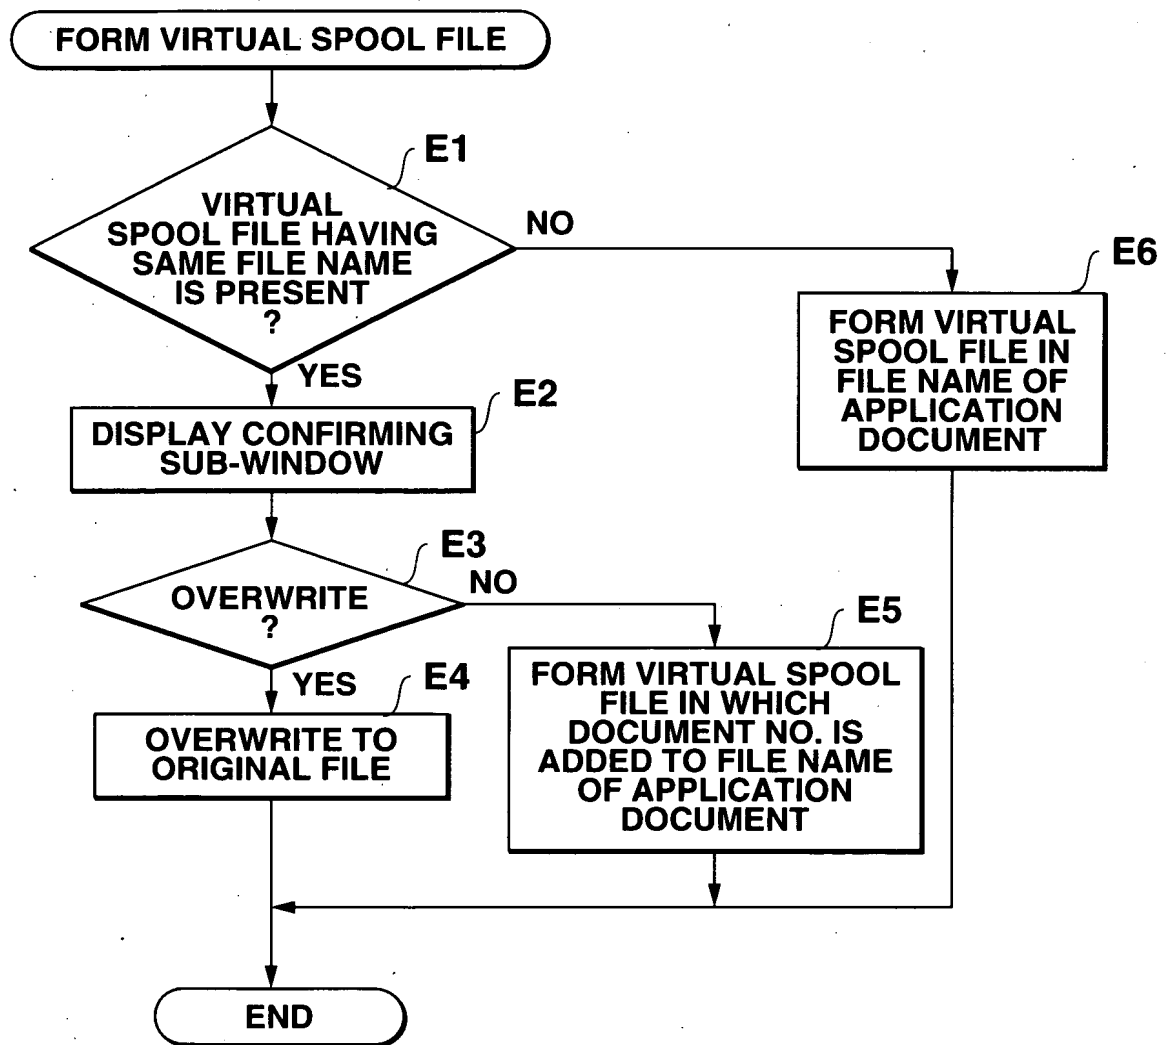 FORM VIRTUAL SPOOL FILE
E1
VIRTUAL
SPOOL FILE HAVING
SAME FILE NAME
IS PRESENT
?
NO
YES
E6
FORM VIRTUAL
SPOOL FILE IN
FILE NAME OF
APPLICATION
DOCUMENT
E2
DISPLAY CONFIRMING
SUB-WINDOW
E3
OVERWRITE
?
NO
YES
E4
OVERWRITE TO
ORIGINAL FILE
E5
FORM VIRTUAL SPOOL
FILE IN WHICH
DOCUMENT NO. IS
ADDED TO FILE NAME
OF APPLICATION
DOCUMENT
END